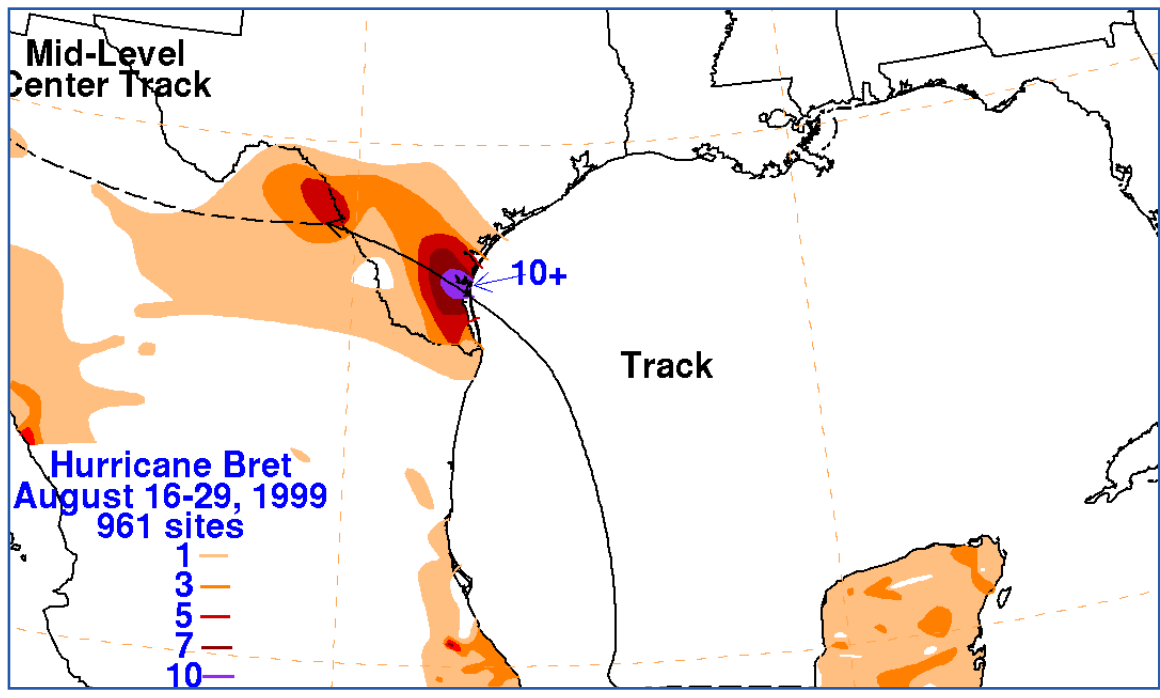 Mid-Level
Center Track
10+
Track
Hurricane Bret
August 16-29, 1999
961 sites
1
3
5
7
10